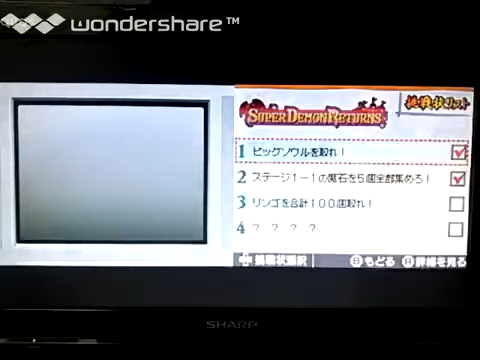 wondershare™
挑戦状リスト
SUPER DEMON RETURNS
1 ビッグソウルを取れ！
2 ステージ1-1の魔石を5個全部集めろ！
3 リンゴを合計100個取れ！
4 ？ ？ ？ ？
挑戦状選択
Ⓑもどる Ⓐ詳細を見る
SHARP